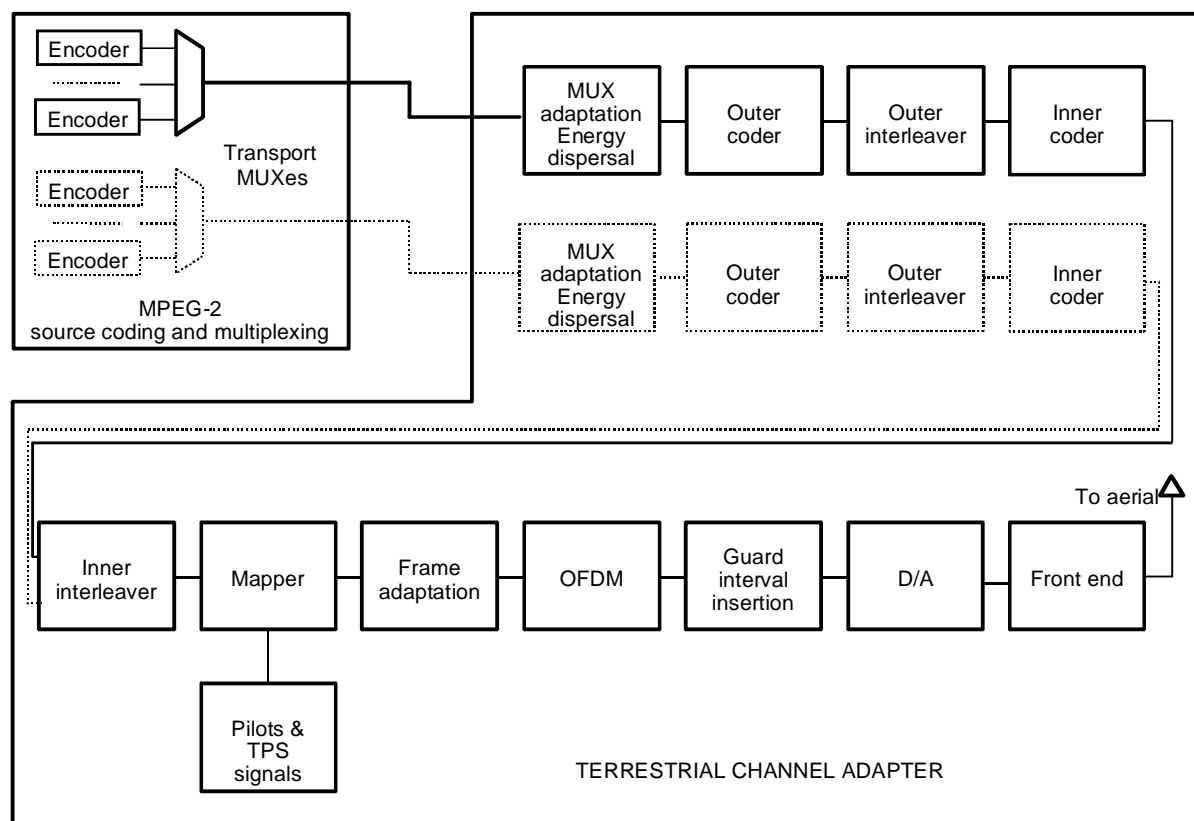 Encoder
Encoder
Transport
MUXes
Encoder
Encoder
MPEG-2
source coding and multiplexing
MUX
adaptation
Energy
dispersal
Outer
coder
Outer
interleaver
Inner
coder
MUX
adaptation
Energy
dispersal
Outer
coder
Outer
interleaver
Inner
coder
To aerial
Inner
interleaver
Mapper
Frame
adaptation
OFDM
Guard
interval
insertion
D/A
Front end
Pilots &
TPS
signals
TERRESTRIAL CHANNEL ADAPTER